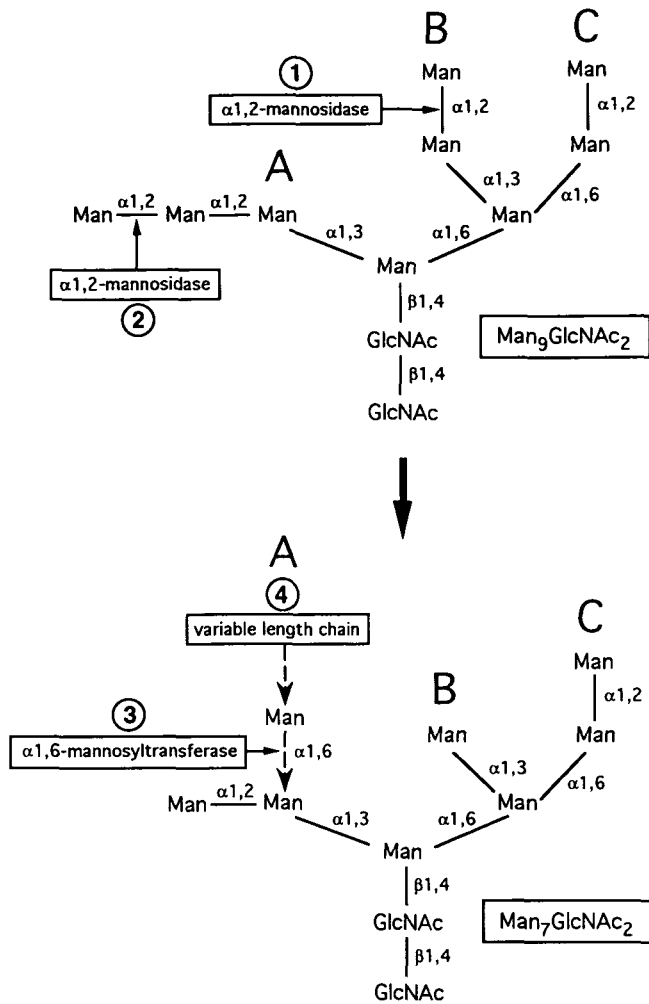 B C
① Man Man
α1,2-mannosidase α1,2 α1,2
Man Man
A
α1,3 α1,6
Man α1,2 Man α1,2 Man Man
α1,3 α1,6
Man
α1,2-mannosidase
② β1,4
GlcNAc Man₉GlcNAc₂
β1,4
GlcNAc
A
④
variable length chain C
Man
B α1,2
③ Man Man Man
α1,6-mannosyltransferase α1,6 α1,3 α1,6
Man α1,2 Man Man
α1,3 α1,6
Man
β1,4
GlcNAc Man₇GlcNAc₂
β1,4
GlcNAc